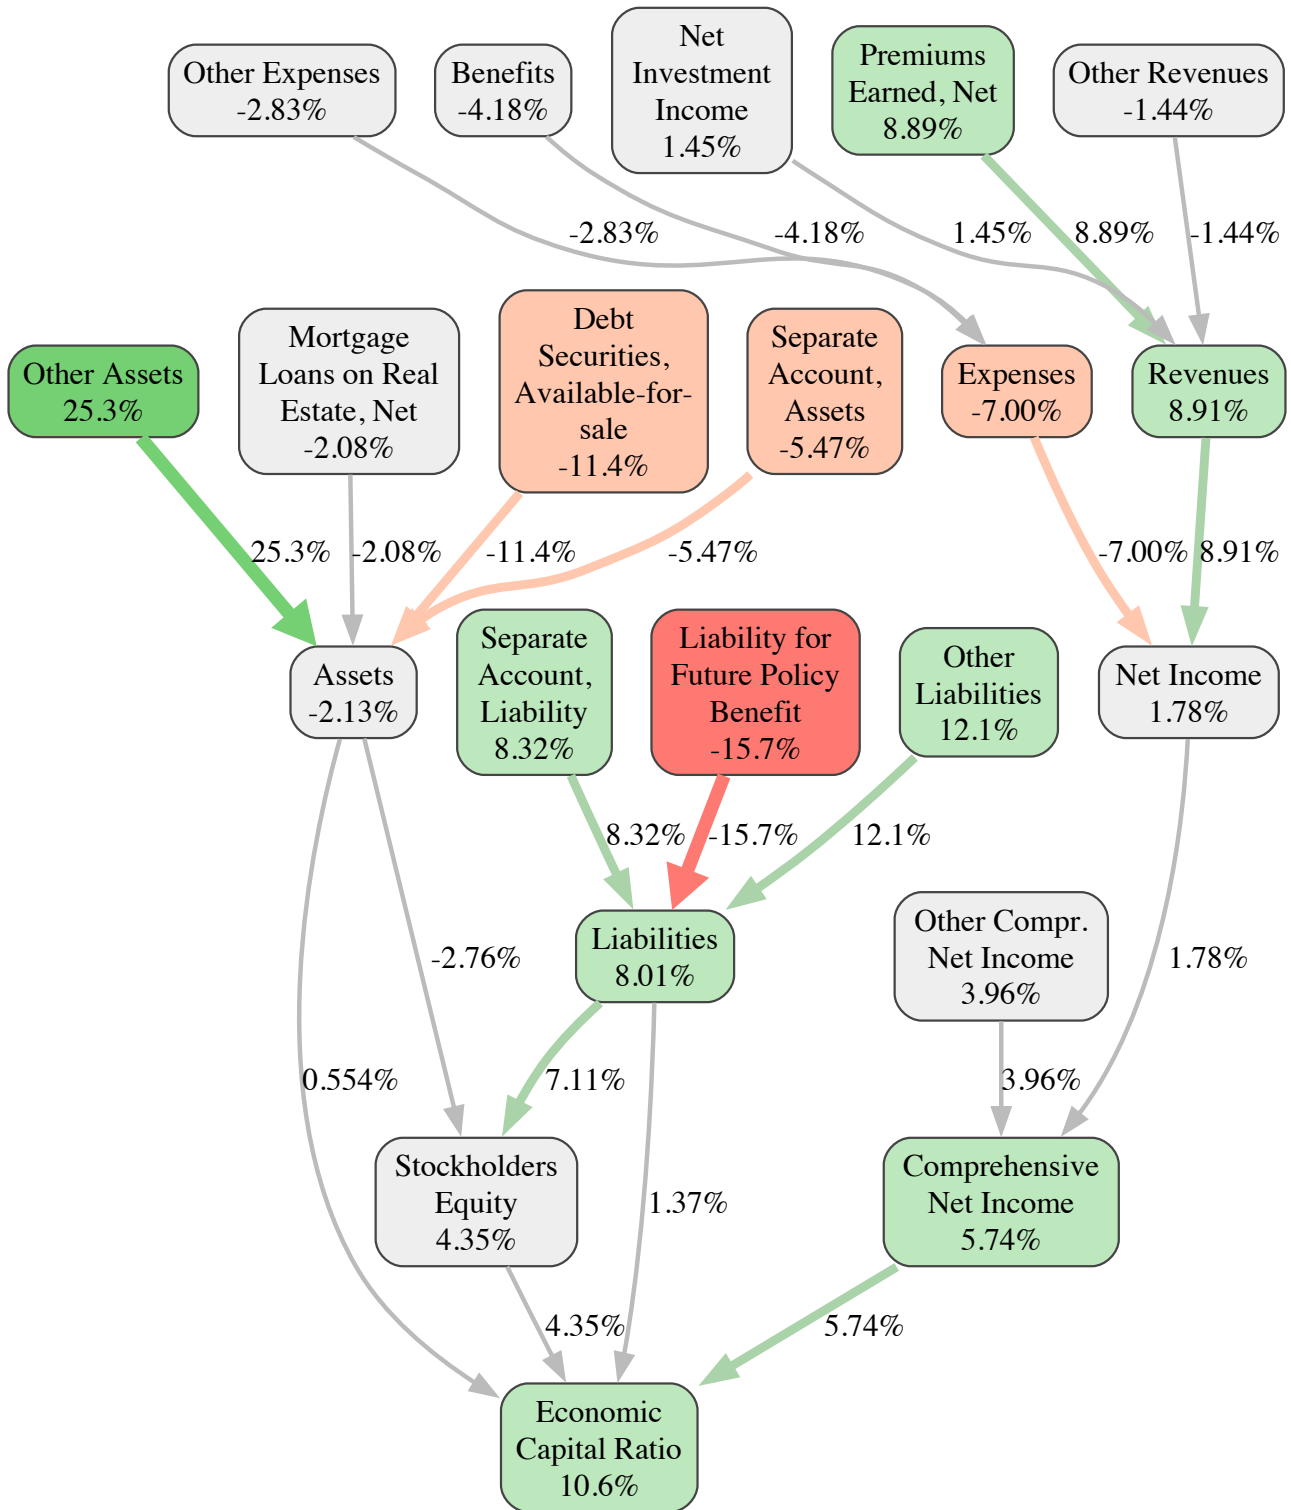 Other Expenses
-2.83%
Benefits
-4.18%
Net
Investment
Income
1.45%
Premiums
Earned, Net
8.89%
Other Revenues
-1.44%
-2.83%
-4.18%
1.45%
8.89%
-1.44%
Other Assets
25.3%
Mortgage
Loans on Real
Estate, Net
-2.08%
Debt
Securities,
Available-for-
sale
-11.4%
Separate
Account,
Assets
-5.47%
Expenses
-7.00%
Revenues
8.91%
25.3%
-2.08%
-11.4%
-5.47%
-7.00%
8.91%
Assets
-2.13%
Separate
Account,
Liability
8.32%
Liability for
Future Policy
Benefit
-15.7%
Other
Liabilities
12.1%
Net Income
1.78%
8.32%
-15.7%
12.1%
Liabilities
8.01%
Other Compr.
Net Income
3.96%
-2.76%
1.78%
0.554%
7.11%
3.96%
Stockholders
Equity
4.35%
1.37%
Comprehensive
Net Income
5.74%
4.35%
5.74%
Economic
Capital Ratio
10.6%